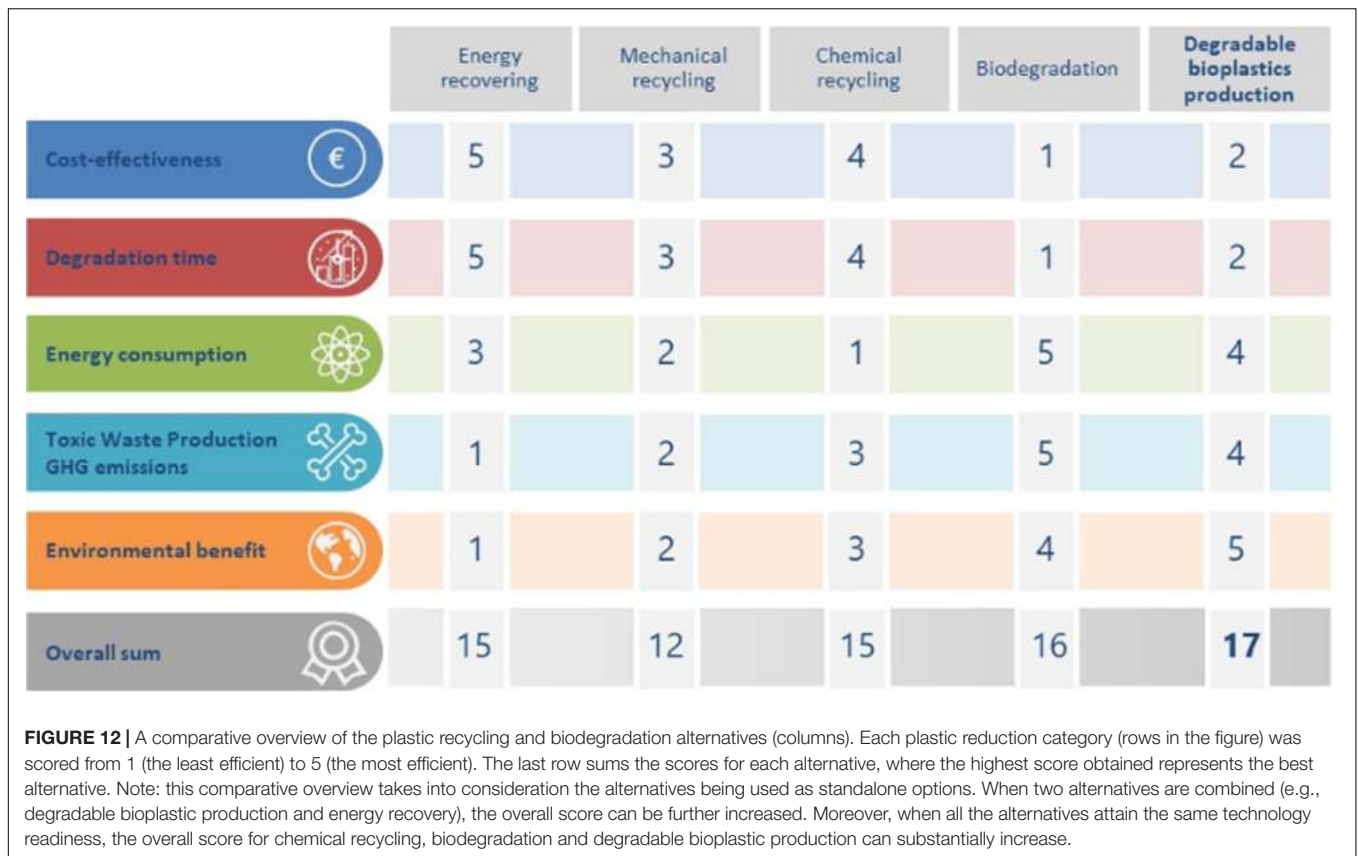 Energy
recovering
Mechanical
recycling
Chemical
recycling
Biodegradation
Degradable
bioplastics
production
Cost-effectiveness € 5 3 4 1 2
Degradation time 5 3 4 1 2
Energy consumption 3 2 1 5 4
Toxic Waste Production
GHG emissions 1 2 3 5 4
Environmental benefit 1 2 3 4 5
Overall sum 15 12 15 16 17
FIGURE 12 | A comparative overview of the plastic recycling and biodegradation alternatives (columns). Each plastic reduction category (rows in the figure) was
scored from 1 (the least efficient) to 5 (the most efficient). The last row sums the scores for each alternative, where the highest score obtained represents the best
alternative. Note: this comparative overview takes into consideration the alternatives being used as standalone options. When two alternatives are combined (e.g.,
degradable bioplastic production and energy recovery), the overall score can be further increased. Moreover, when all the alternatives attain the same technology
readiness, the overall score for chemical recycling, biodegradation and degradable bioplastic production can substantially increase.